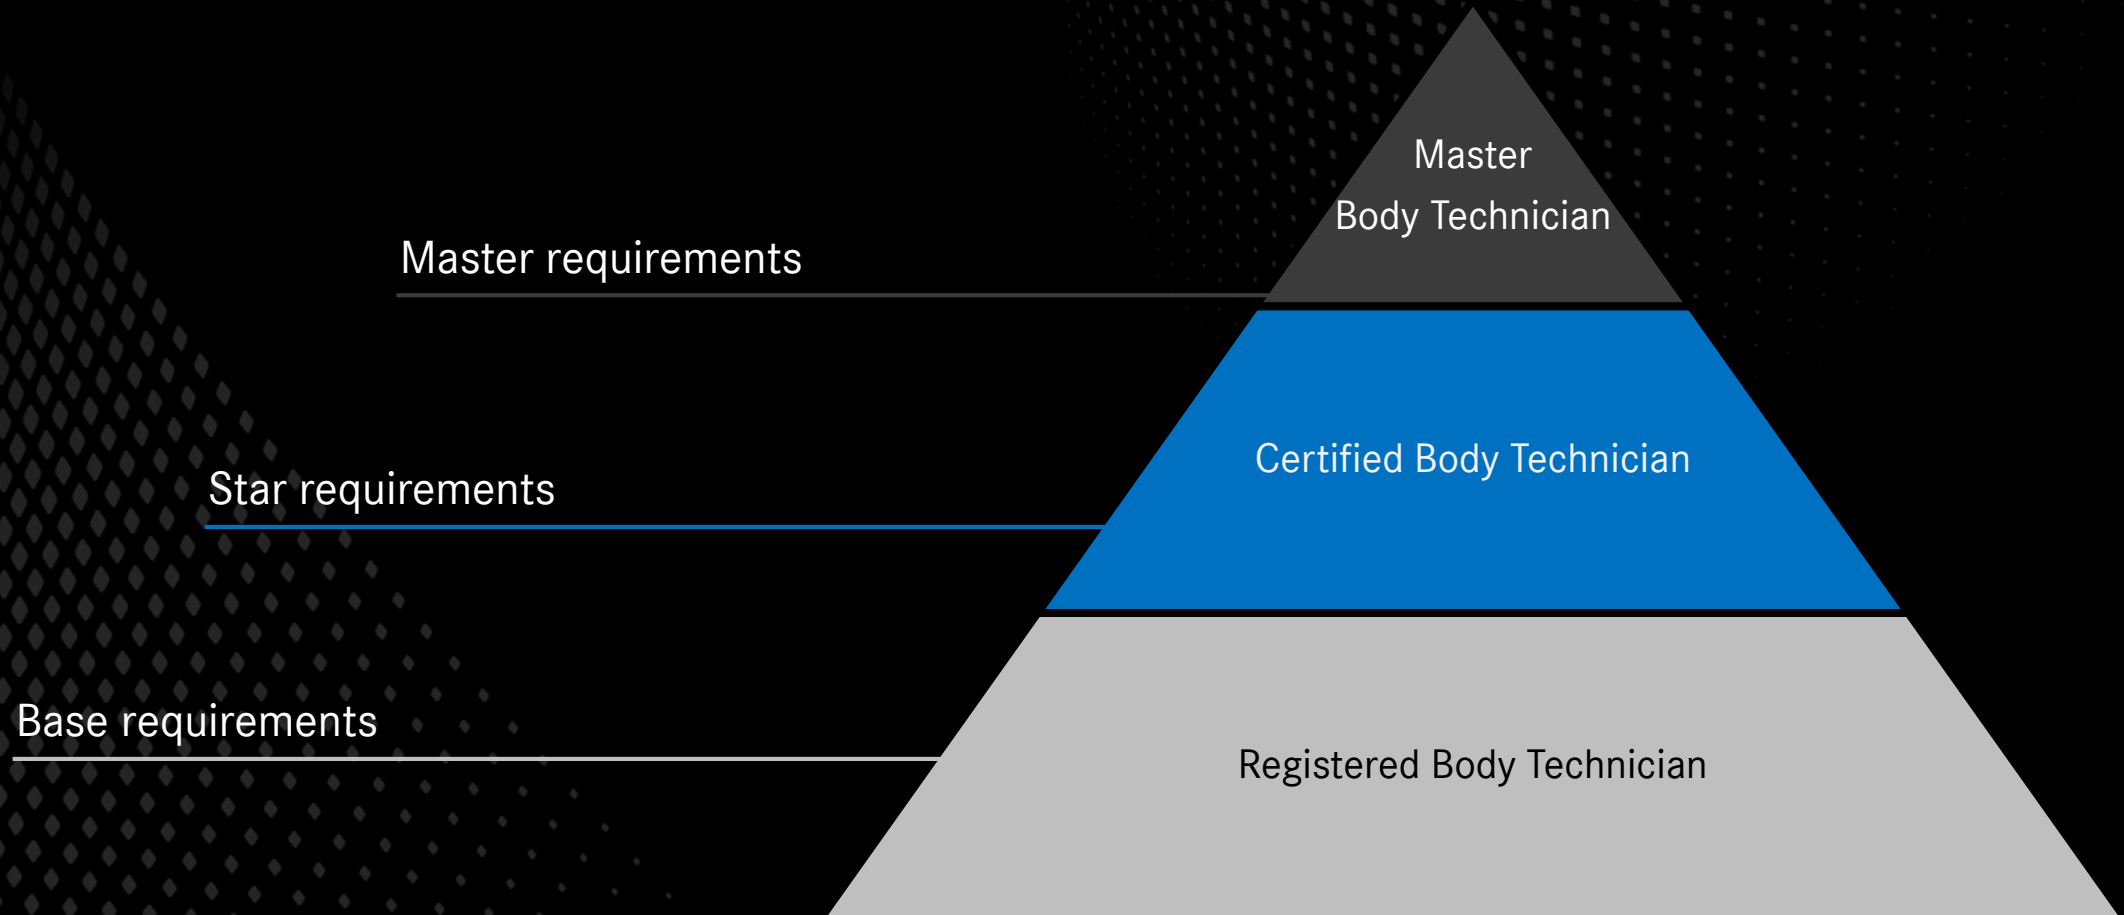 Master
Body Technician
Master requirements
Certified Body Technician
Star requirements
Base requirements
Registered Body Technician